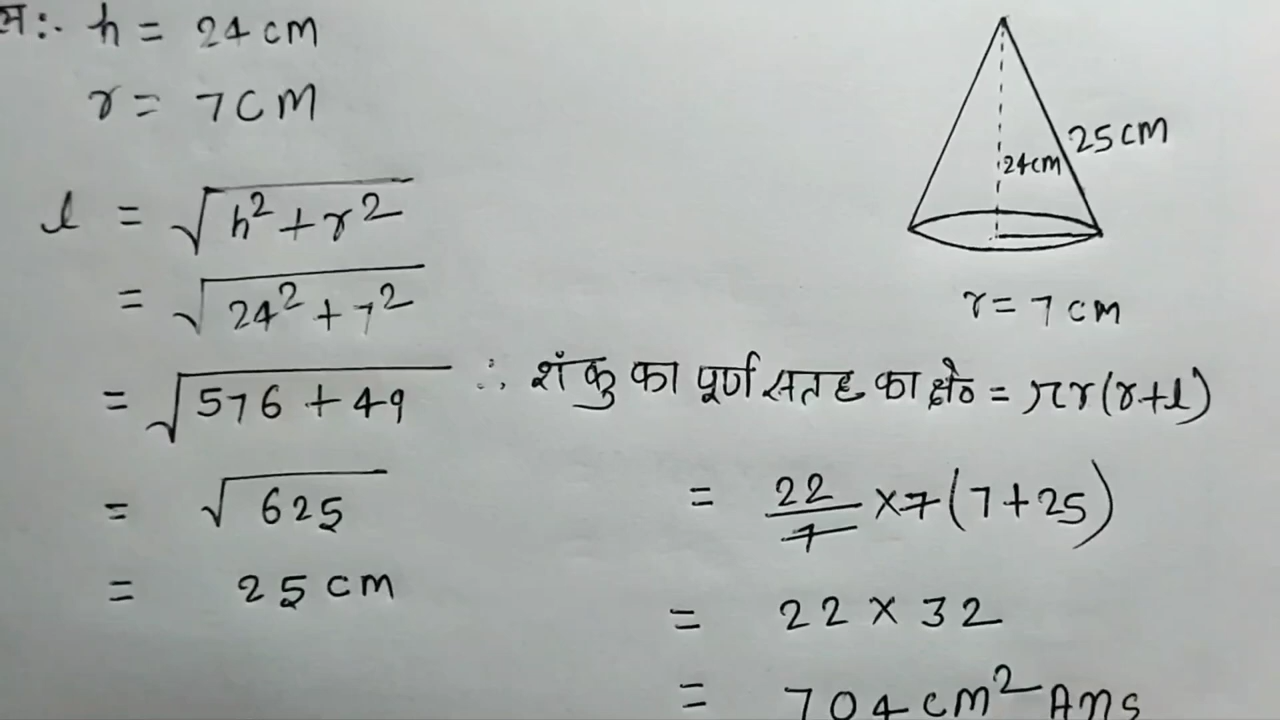 h = 24 cm
r = 7 CM
l = √h² + r²
= √24² + 7²
= √576 + 49
= √625
= 25 cm
25 cm
24 cm
r = 7 cm
∴ शंकु का पूर्ण सतह का क्षे० = πr(r+l)
= 22/7 × 7 (7+25)
= 22 × 32
= 704 cm² Ans